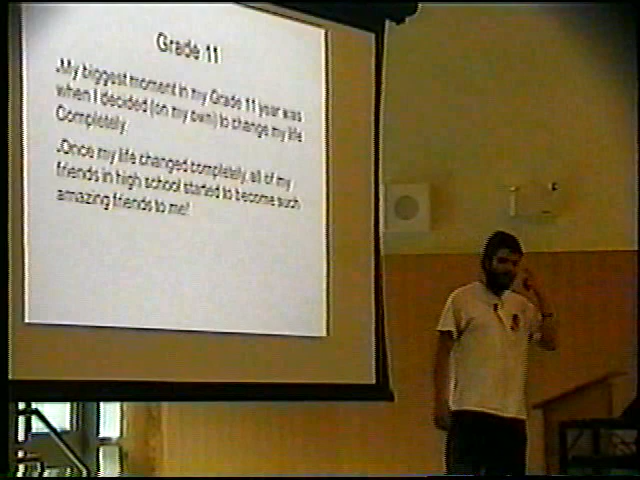 Grade 11
.My biggest moment in my Grade 11 year was
when I decided (on my own) to change my life
Completely.
.Once my life changed completely, all of my
friends in high school started to become such
amazing friends to me!